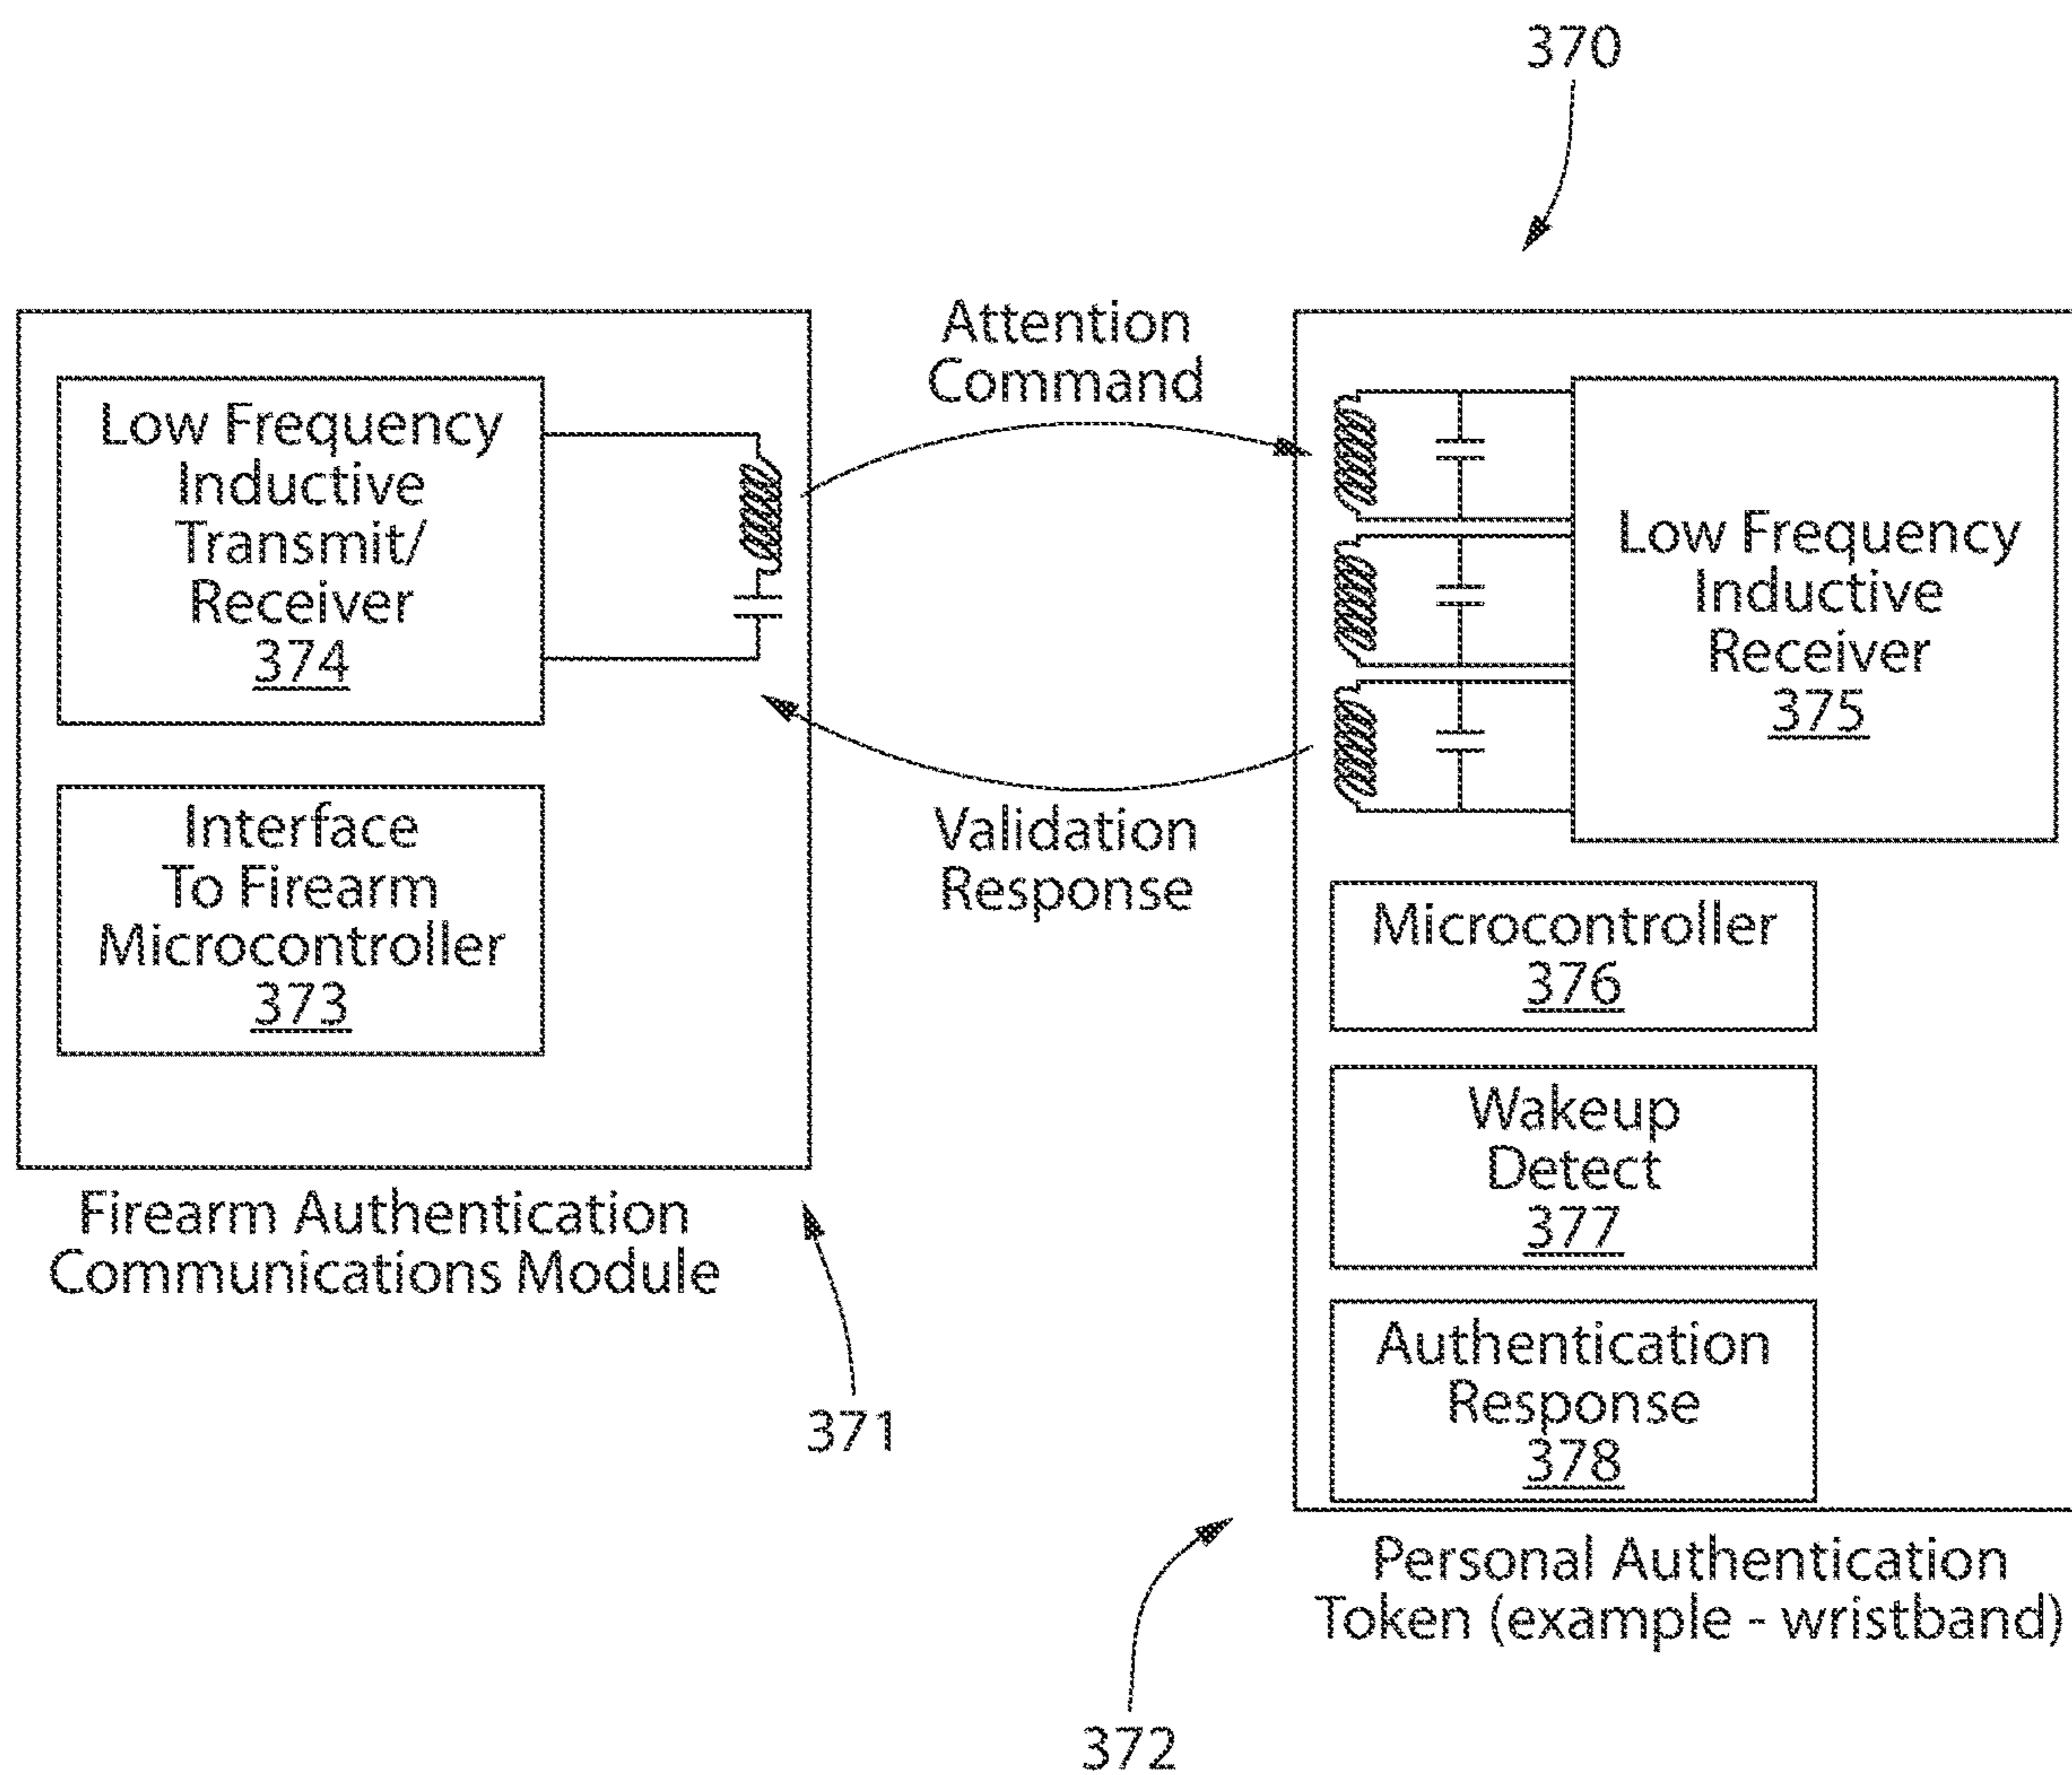 370
Attention
Command
Low Frequency
Inductive
Transmit/
Receiver
374
Interface
To Firearm
Microcontroller
373
Firearm Authentication
Communications Module
371
Validation
Response
Low Frequency
Inductive
Receiver
375
Microcontroller
376
Wakeup
Detect
377
Authentication
Response
378
Personal Authentication
Token (example - wristband)
372